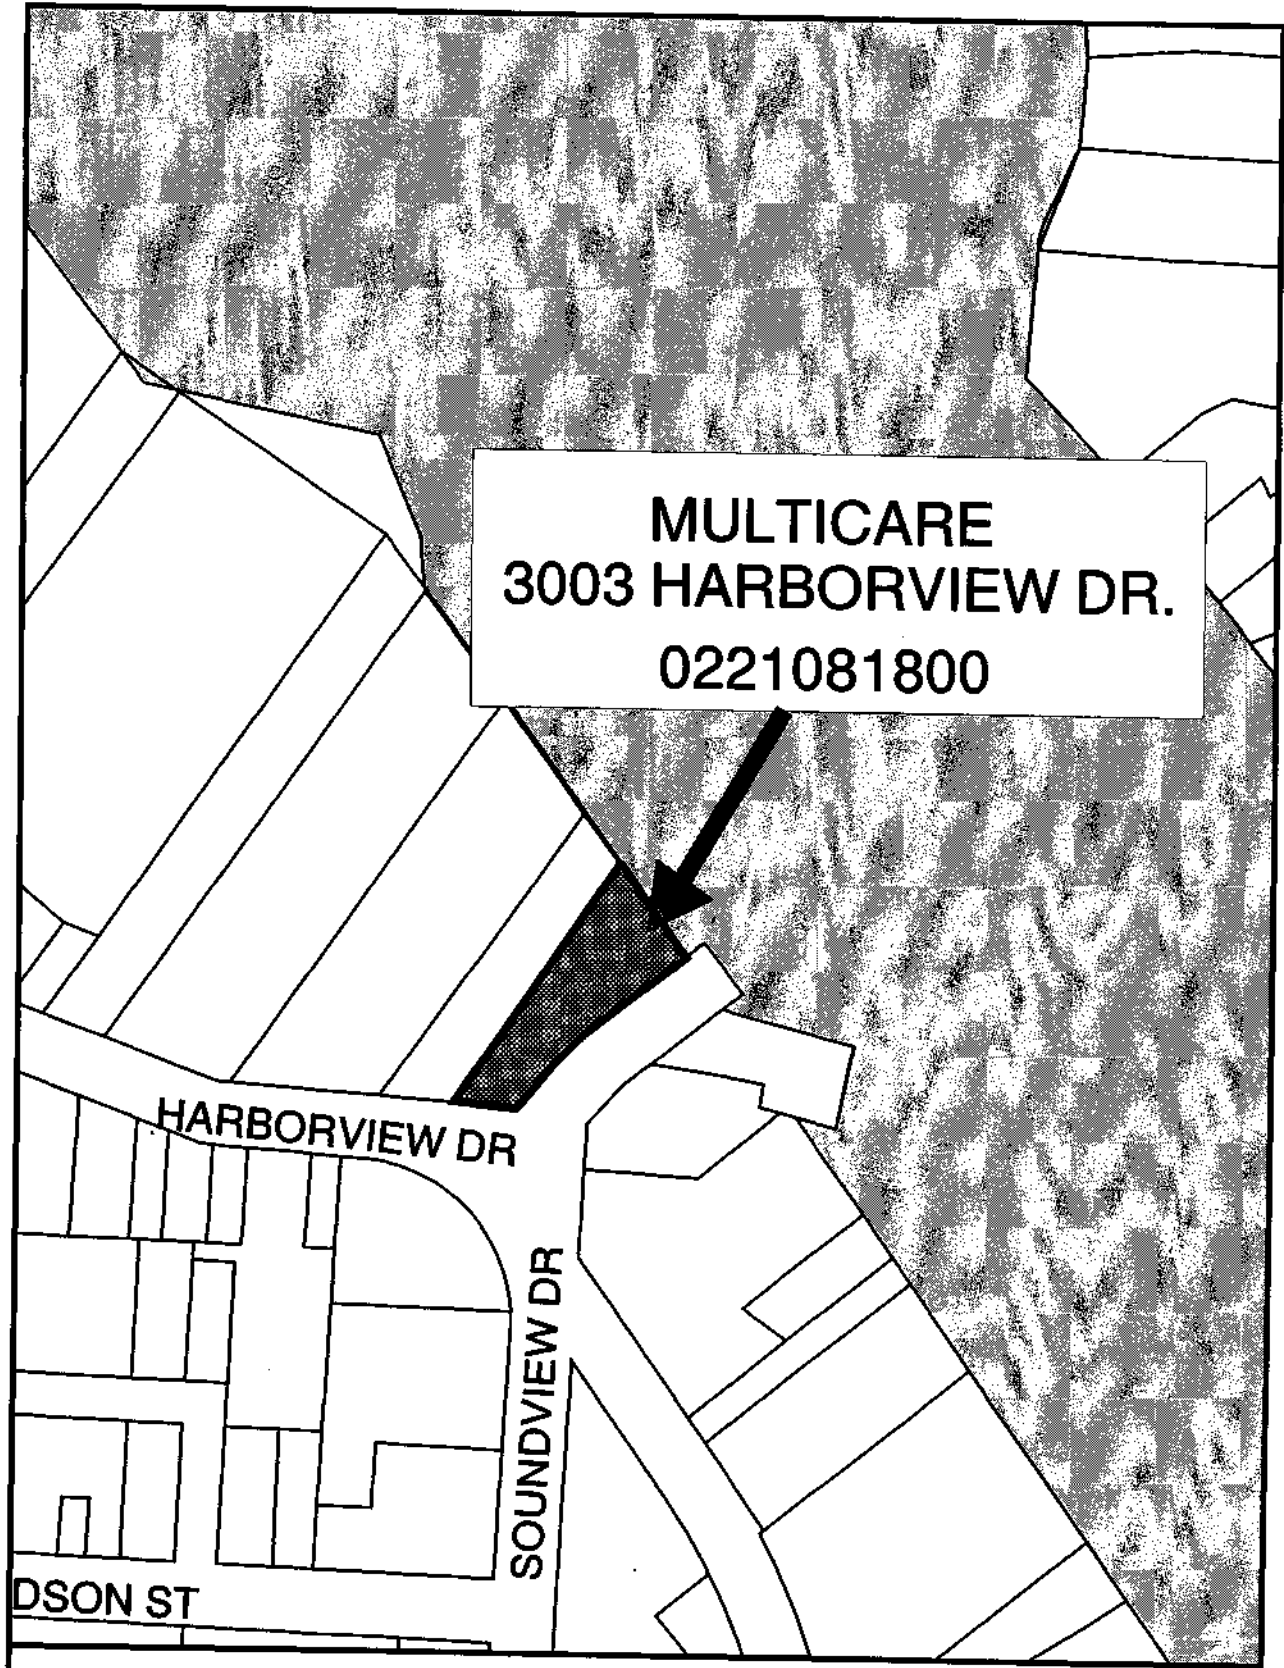 MULTICARE
3003 HARBORVIEW DR.
0221081800
HARBORVIEW DR
SOUNDVIEW DR
DSON ST